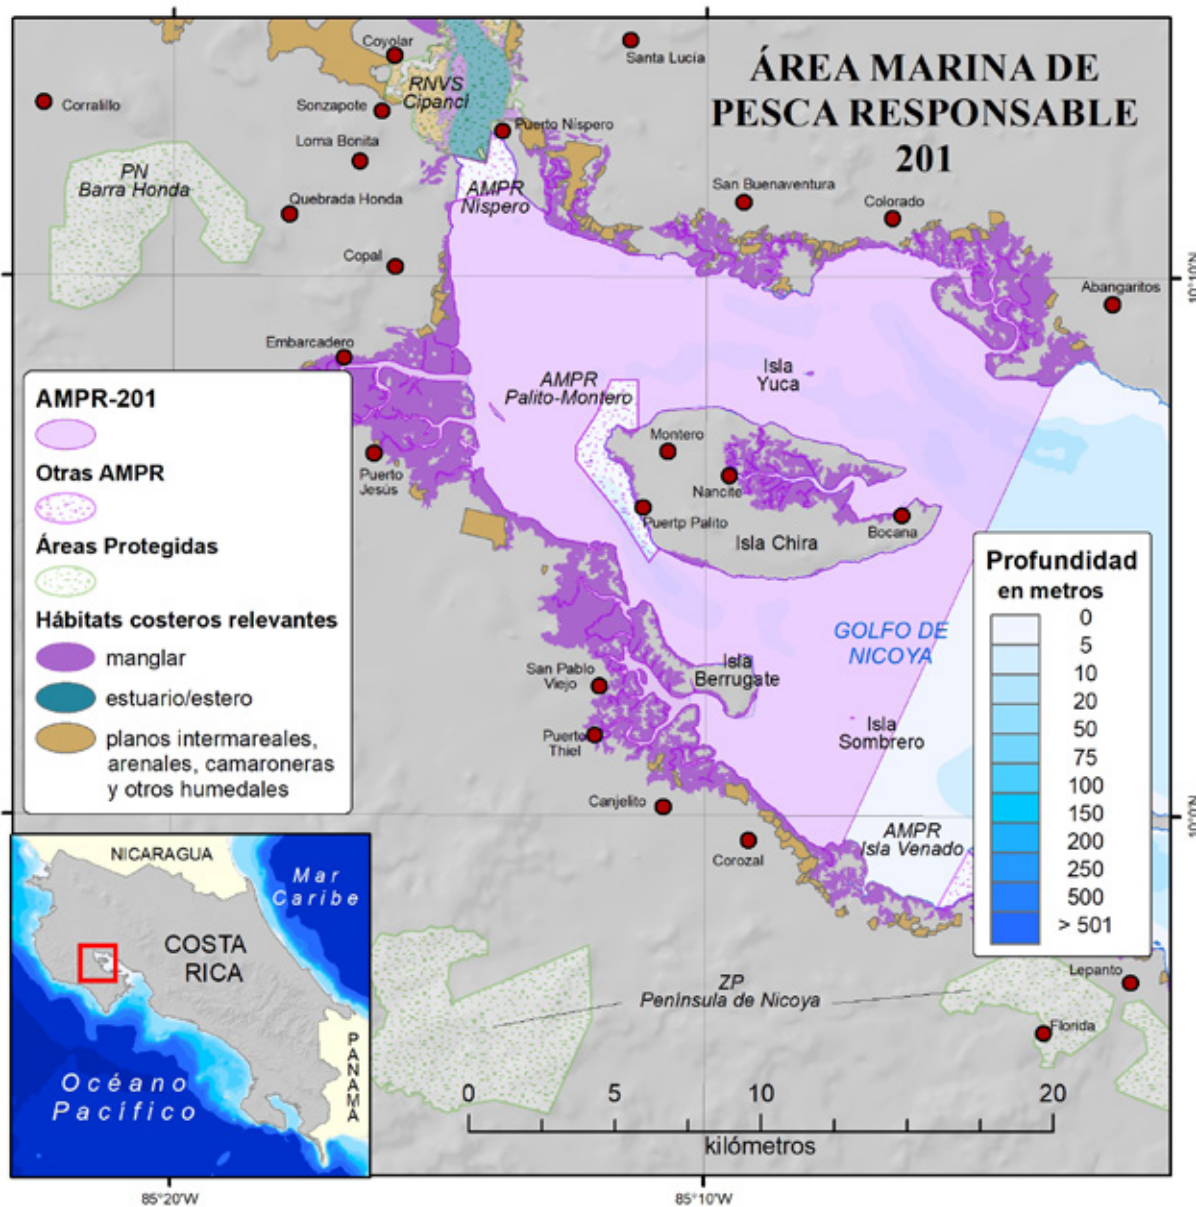 ÁREA MARINA DE
PESCA RESPONSABLE
201
Coyolar
Santa Lucía
Corralillo
RNVS
Cipancí
Sonzapote
Puerto Níspero
Loma Bonita
PN
Barra Honda
AMPR
Níspero
San Buenaventura
Quebrada Honda
Colorado
Copal
10°10'N
Abangaritos
Embarcadero
Isla
Yuca
AMPR
Palito-Montero
AMPR-201
Montero
Otras AMPR
Puerto
Jesús
Nancite
Puertp Palito
Bocana
Isla Chira
Áreas Protegidas
Profundidad
en metros
Hábitats costeros relevantes
manglar
estuario/estero
planos intermareales,
arenales, camaroneras
y otros humedales
GOLFO DE
NICOYA
0
5
10
20
50
75
100
150
200
250
500
> 501
Isla
Berrugate
San Pablo
Viejo
Puerto
Thiel
Isla
Sombrero
Canjelito
10°0'N
AMPR
Isla Venado
Corozal
NICARAGUA
Mar
Caribe
COSTA
RICA
Lepanto
ZP
Península de Nicoya
Florida
PANAMA
Océano
Pacífico
0 5 10 20
kilómetros
85°20'W
85°10'W